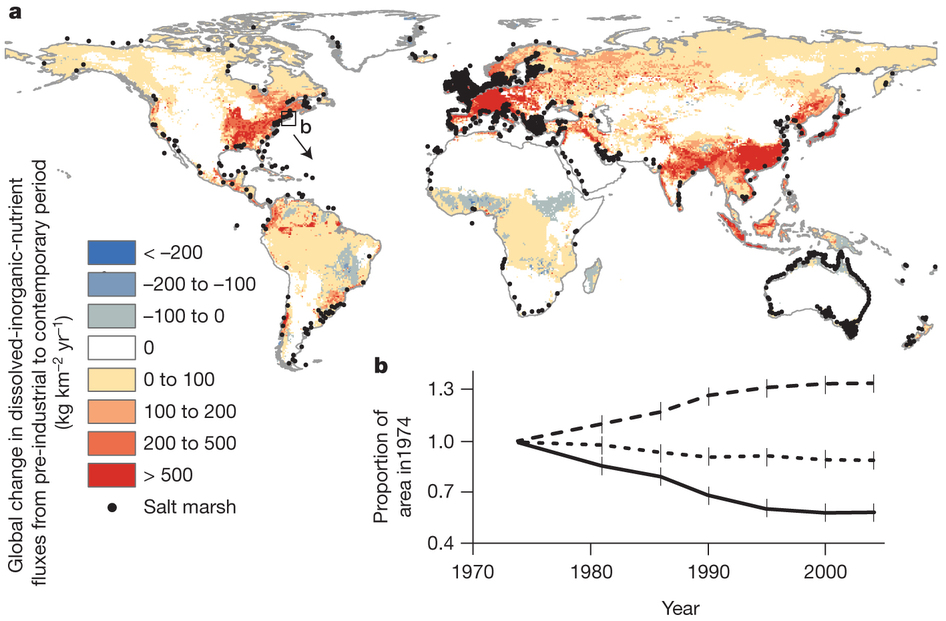 a
b
Global change in dissolved-inorganic-nutrient
fluxes from pre-industrial to contemporary period
(kg km⁻² yr⁻¹)
< –200
–200 to –100
–100 to 0
0
0 to 100
100 to 200
200 to 500
> 500
Salt marsh
b
Proportion of
area in1974
1.3
1.0
0.7
0.4
1970
1980
1990
2000
Year